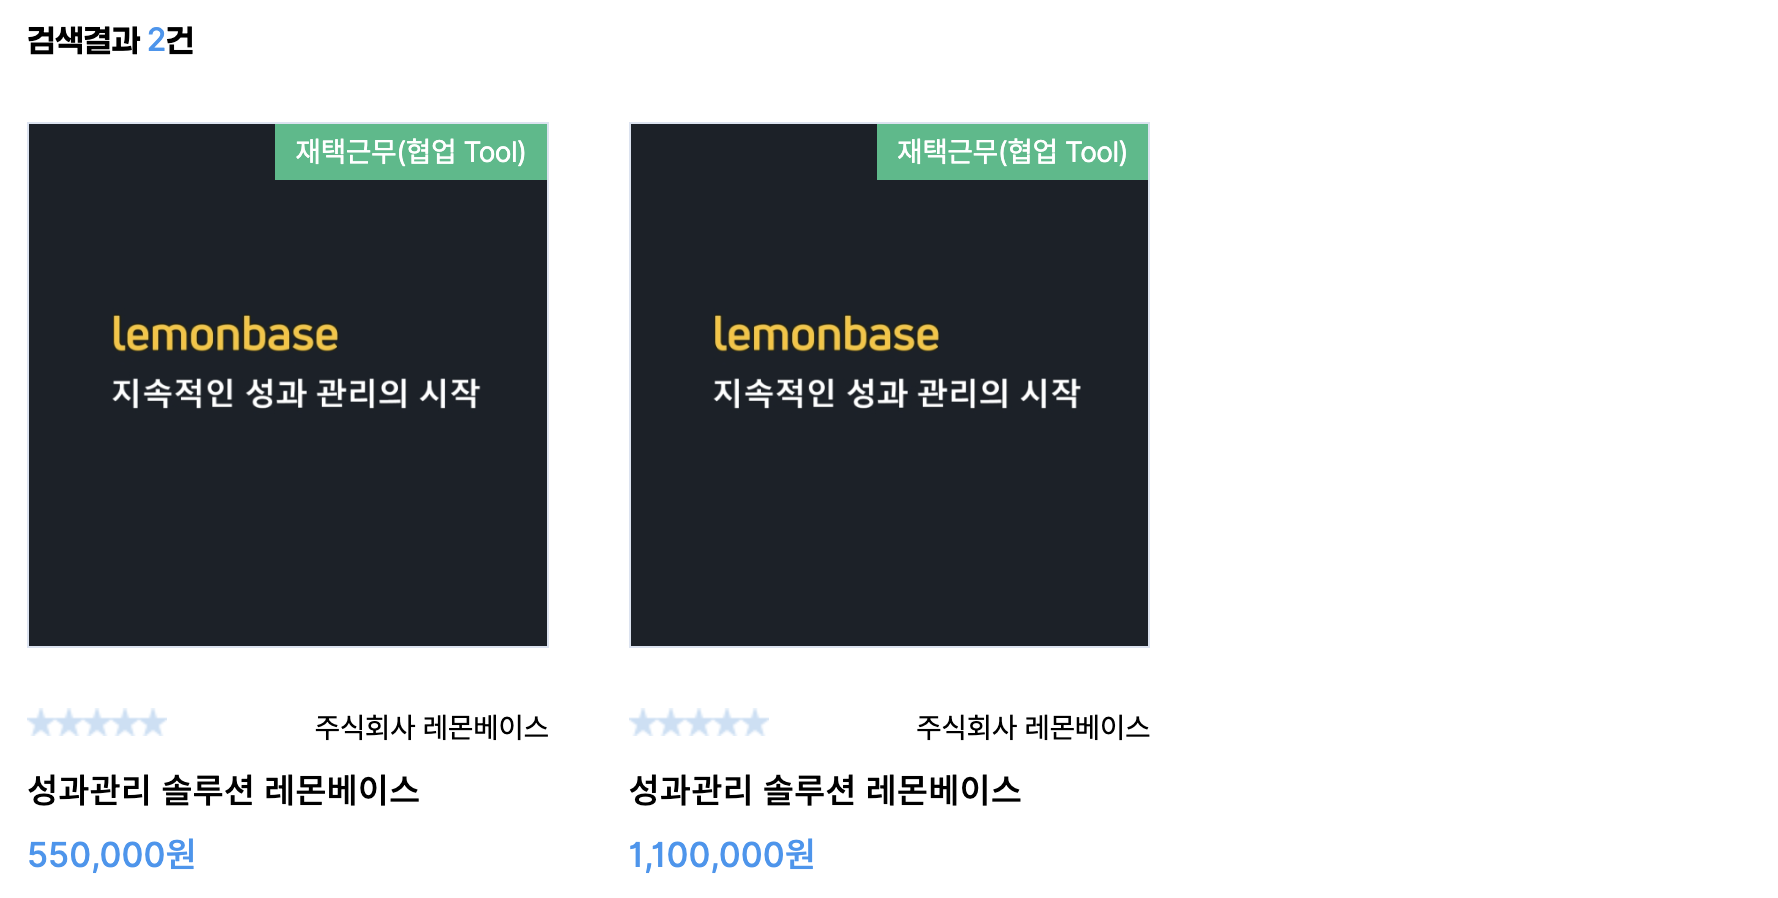 검색결과 2건
재택근무(협업 Tool)
lemonbase
지속적인 성과 관리의 시작
주식회사 레몬베이스
성과관리 솔루션 레몬베이스
550,000원
재택근무(협업 Tool)
lemonbase
지속적인 성과 관리의 시작
주식회사 레몬베이스
성과관리 솔루션 레몬베이스
1,100,000원